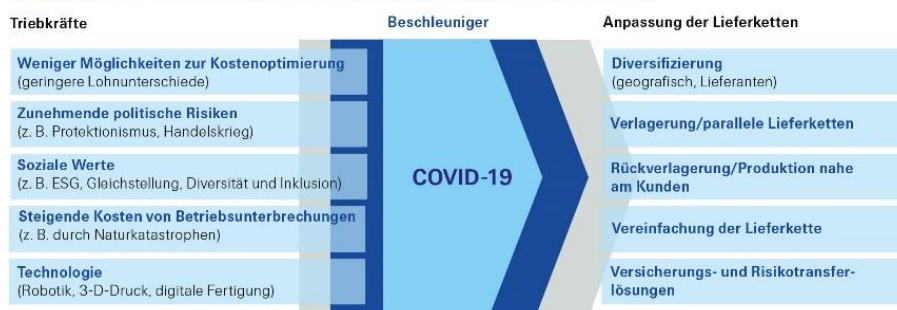 Triebkräfte
Weniger Möglichkeiten zur Kostenoptimierung
(geringere Lohnunterschiede)
Zunehmende politische Risiken
(z. B. Protektionismus, Handelskrieg)
Soziale Werte
(z. B. ESG, Gleichstellung, Diversität und Inklusion)
Steigende Kosten von Betriebsunterbrechungen
(z. B. durch Naturkatastrophen)
Technologie
(Robotik, 3-D-Druck, digitale Fertigung)
Beschleuniger
COVID-19
Anpassung der Lieferketten
Diversifizierung
(geografisch, Lieferanten)
Verlagerung/parallele Lieferketten
Rückverlagerung/Produktion nahe
am Kunden
Vereinfachung der Lieferkette
Versicherungs- und Risikotransfer-
lösungen